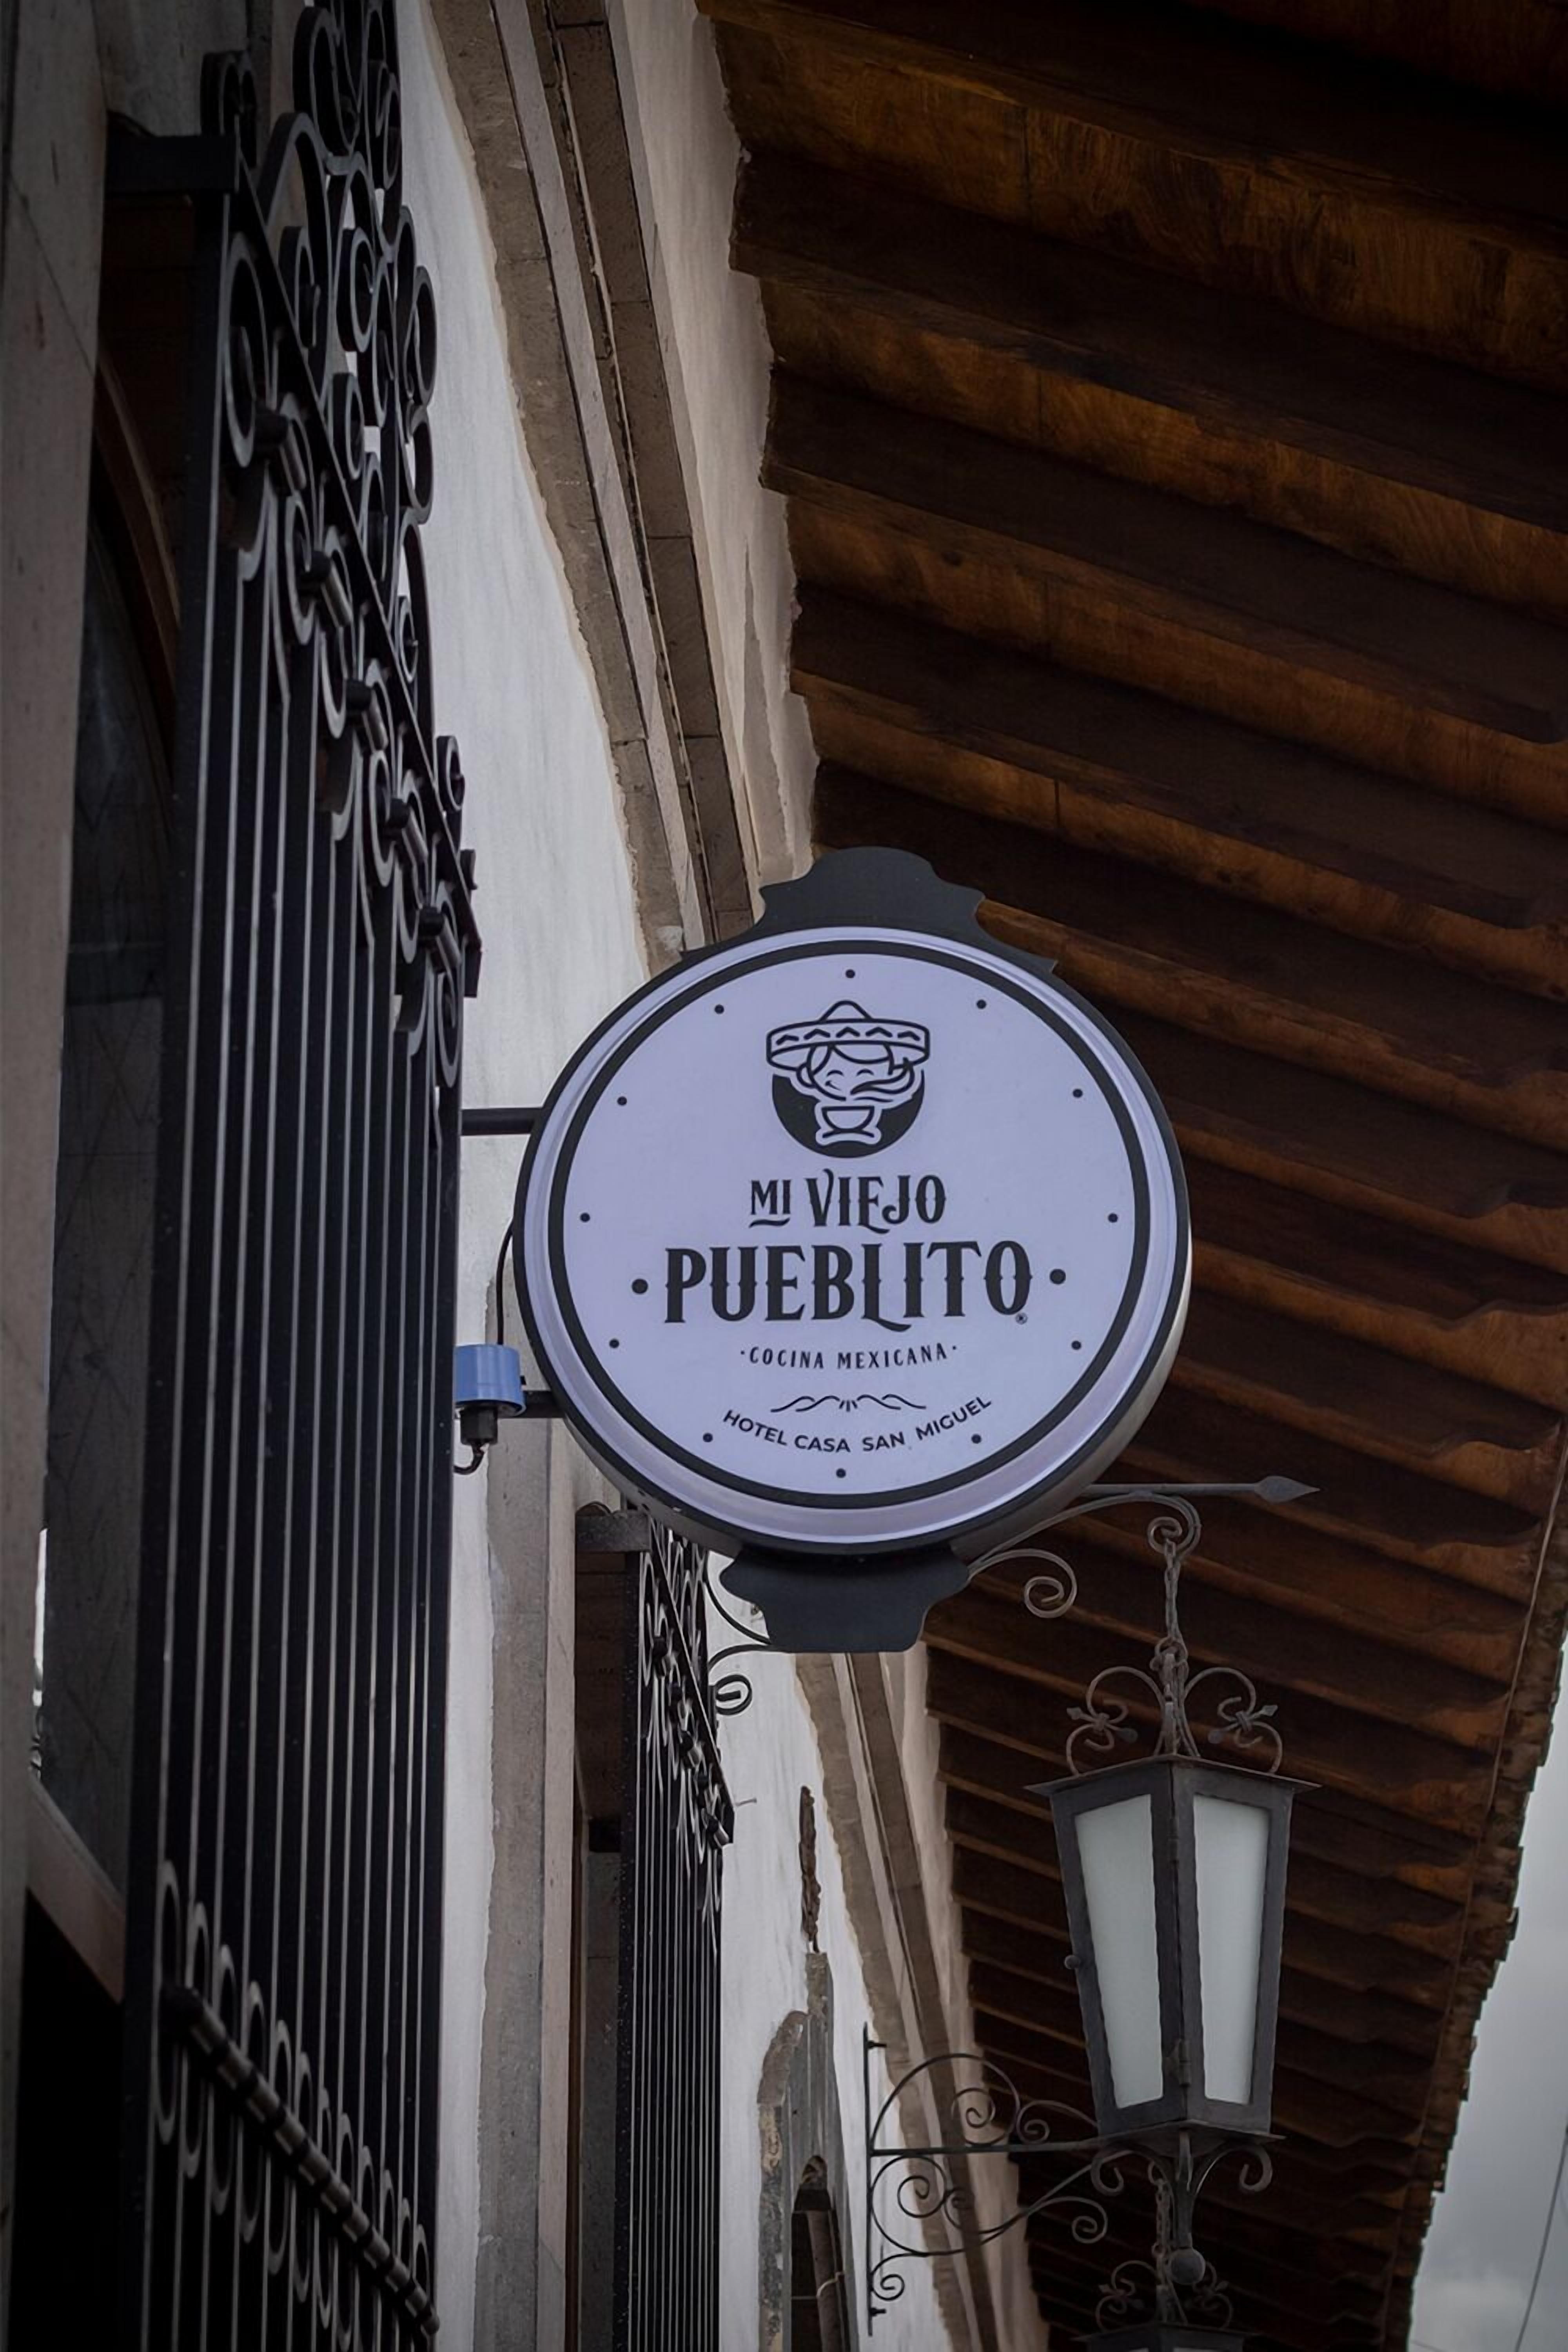 MI VIEJO
PUEBLITO®
·COCINA MEXICANA·
HOTEL CASA SAN MIGUEL